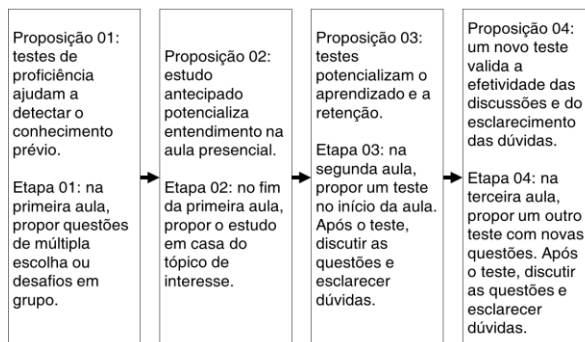 Proposição 01:
testes de
proficiência
ajudam a
detectar o
conhecimento
prévio.
Etapa 01: na
primeira aula,
propor questões
de múltipla
escolha ou
desafios em
grupo.
Proposição 02:
estudo
antecipado
potencializa
entendimento na
aula presencial.
Etapa 02: no fim
da primeira aula,
propor o estudo
em casa do
tópico de
interesse.
Proposição 03:
testes
potencializam o
aprendizado e a
retenção.
Etapa 03: na
segunda aula,
propor um teste
no início da aula.
Após o teste,
discutir as
questões e
esclarecer
dúvidas.
Proposição 04:
um novo teste
valida a
efetividade das
discussões e do
esclarecimento
das dúvidas.
Etapa 04: na
terceira aula,
propor um outro
teste com novas
questões. Após
o teste, discutir
as questões e
esclarecer
dúvidas.